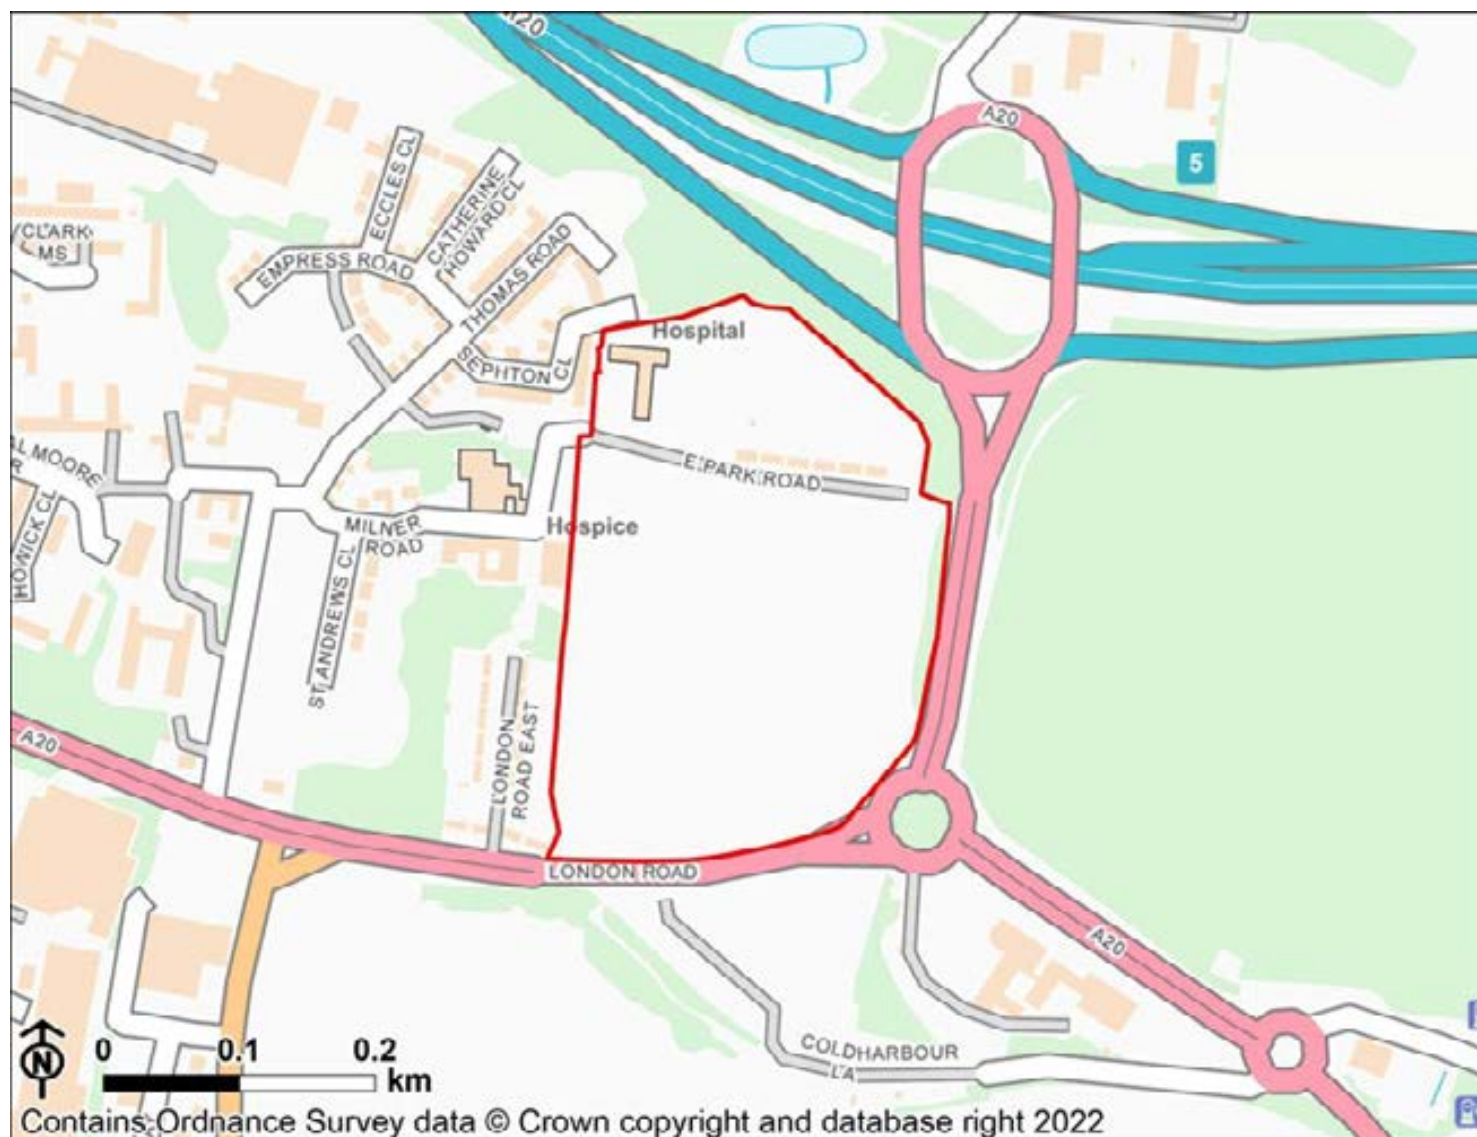 A20
A20
5
ECCLES CL
CATHERINE
HOWARD CL
CLARK
MS
EMPRESS ROAD
THOMAS ROAD
Hospital
SEPHTON CL
E PARK ROAD
MOORE
HOWICK CL
MILNER
ROAD
Hospice
ST ANDREWS CL
LONDON
ROAD EAST
A20
LONDON ROAD
A20
COLDHARBOUR
LA
N
0 0.1 0.2
km
Contains Ordnance Survey data © Crown copyright and database right 2022